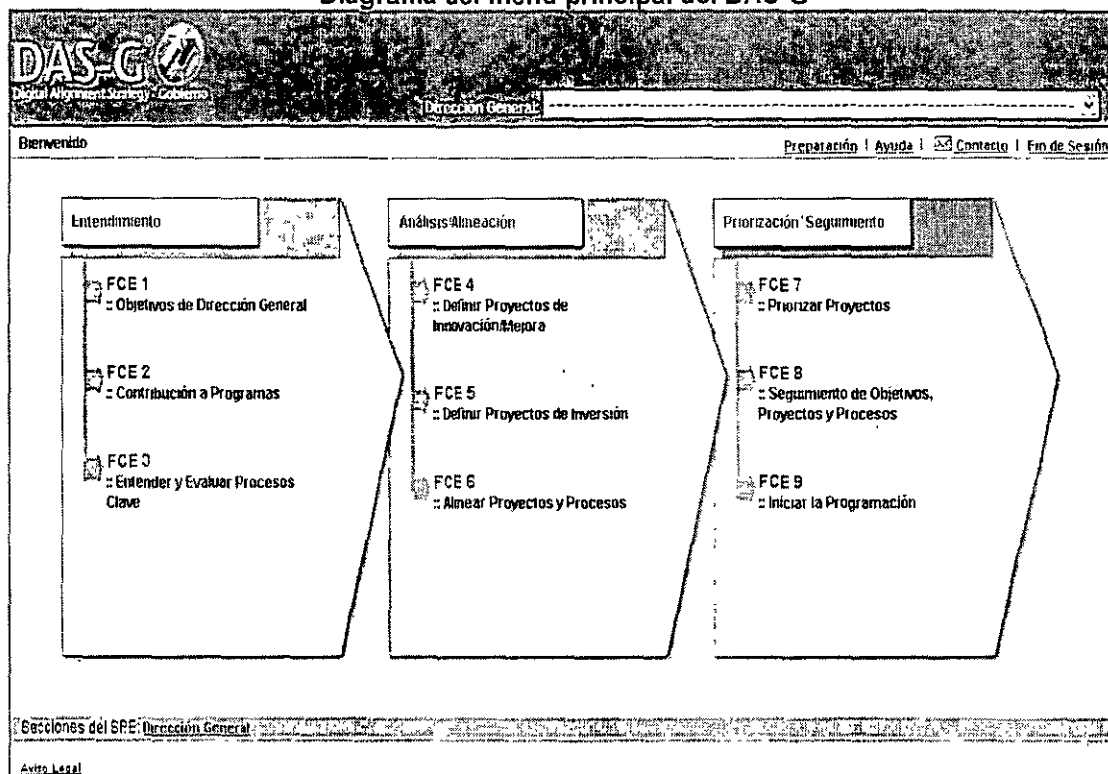 Diagrama del menú principal del DAS-G
DAS-G
Digital Alignment Strategy - Gobierno
Dirección General:
Bienvenido
Preparación | Ayuda | Contacto | Fin de Sesión
Entendimiento
FCE 1
:: Objetivos de Dirección General
FCE 2
:: Contribución a Programas
FCE 3
:: Entender y Evaluar Procesos
Clave
Análisis/Alineación
FCE 4
:: Definir Proyectos de
Innovación/Mejora
FCE 5
:: Definir Proyectos de Inversión
FCE 6
:: Alinear Proyectos y Procesos
Priorización/Seguimiento
FCE 7
:: Priorizar Proyectos
FCE 8
:: Seguimiento de Objetivos,
Proyectos y Procesos
FCE 9
:: Iniciar la Programación
Secciones del SPE: Dirección General
Aviso Legal